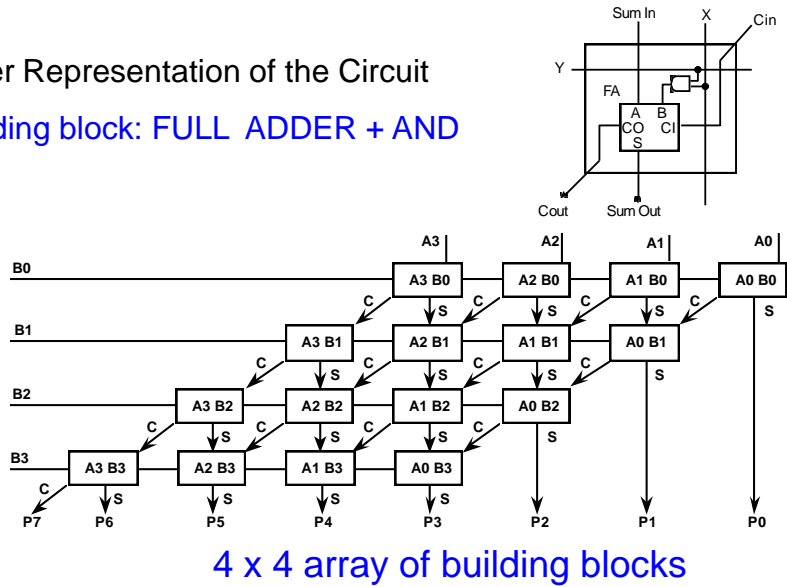 Sum In X Cin
er Representation of the Circuit
Y
ding block: FULL ADDER + AND
FA
A B
CO CI
S
Cout Sum Out
A3 A2 A1 A0
B0
A3 B0 A2 B0 A1 B0 A0 B0
C S C S C S C S
B1
A3 B1 A2 B1 A1 B1 A0 B1
C S C S C S C S
B2
A3 B2 A2 B2 A1 B2 A0 B2
C S C S C S C S
B3
A3 B3 A2 B3 A1 B3 A0 B3
C S S S S
P7 P6 P5 P4 P3 P2 P1 P0
4 x 4 array of building blocks